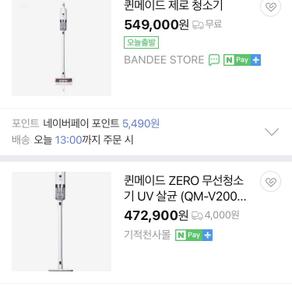 퀸메이드 제로 청소기
549,000원 무료
오늘출발
BANDEE STORE N Pay +
포인트 네이버페이 포인트 5,490원
배송 오늘 13:00까지 주문 시
퀸메이드 ZERO 무선청소
기 UV 살균 (QM-V200...
472,900원 4,000원
기적천사몰 N Pay +